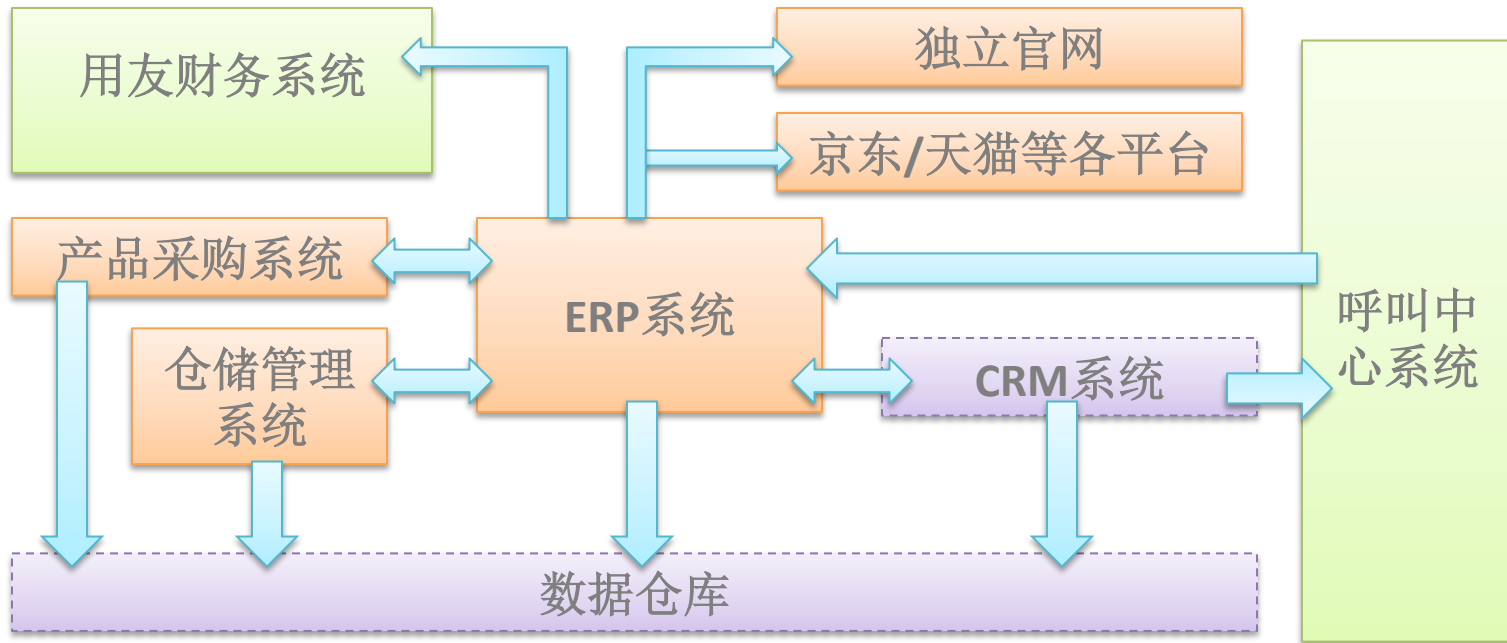 用友财务系统
独立官网
京东/天猫等各平台
产品采购系统
ERP系统
仓储管理
系统
CRM系统
呼叫中
心系统
数据仓库